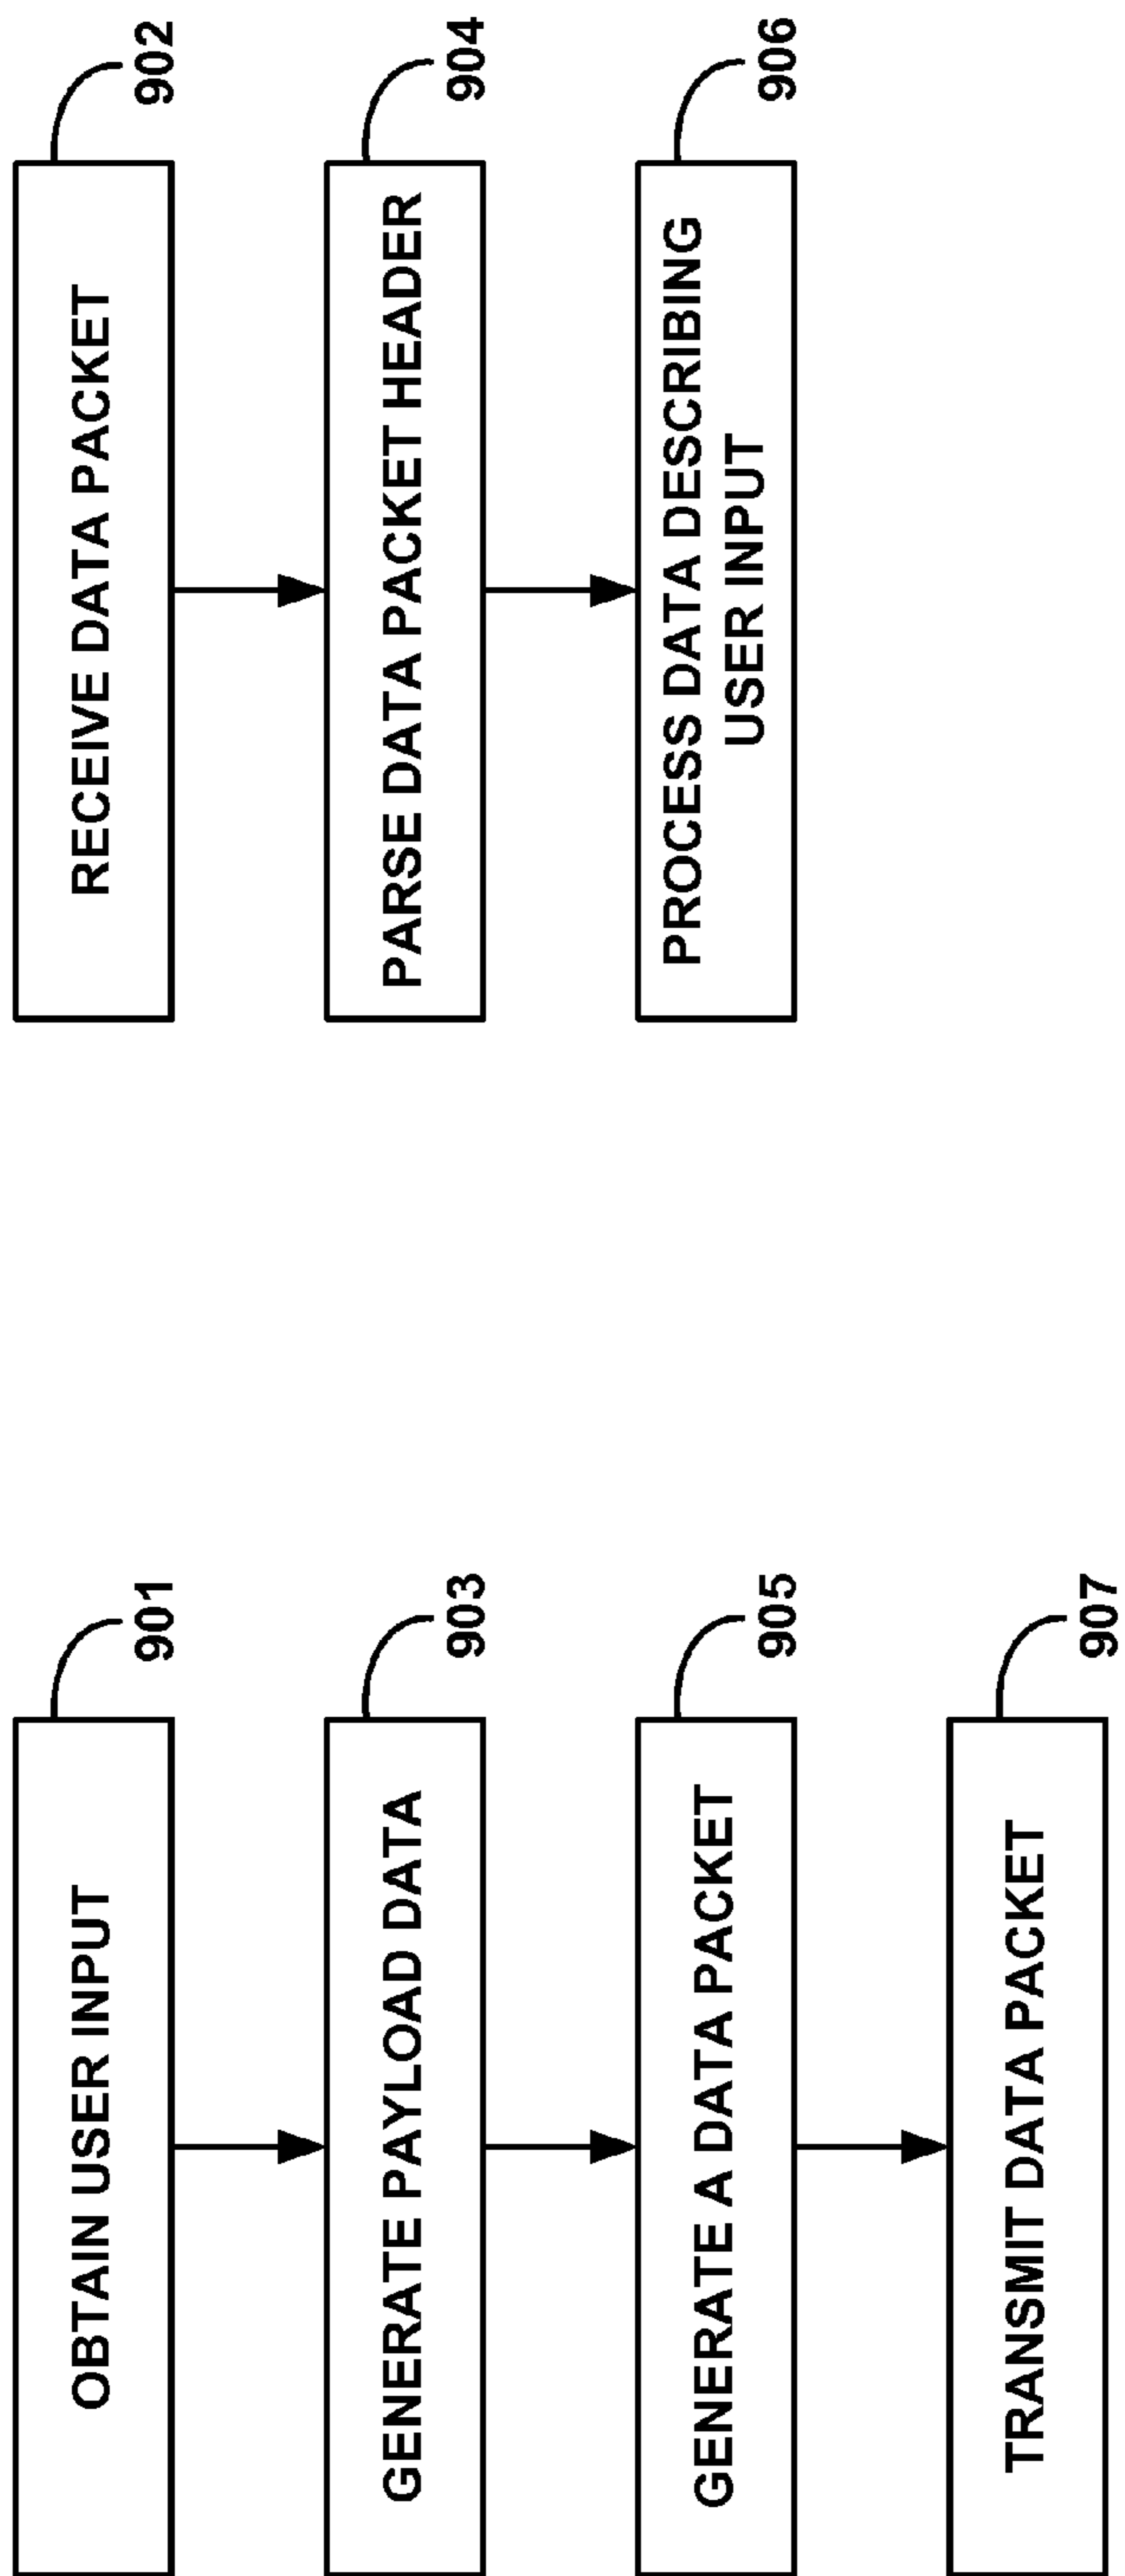 OBTAIN USER INPUT
901
GENERATE PAYLOAD DATA
903
GENERATE A DATA PACKET
905
TRANSMIT DATA PACKET
907
RECEIVE DATA PACKET
902
PARSE DATA PACKET HEADER
904
PROCESS DATA DESCRIBING
USER INPUT
906